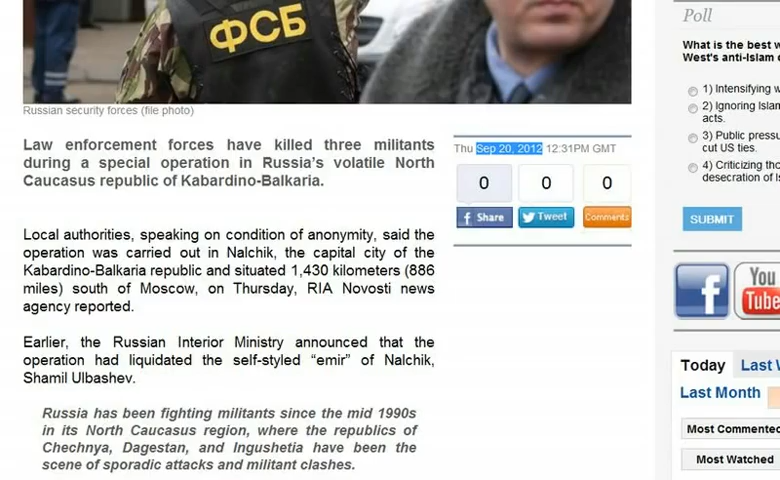 ФСБ
Russian security forces (file photo)
Law enforcement forces have killed three militants
during a special operation in Russia's volatile North
Caucasus republic of Kabardino-Balkaria.
Thu Sep 20, 2012 12:31PM GMT
0 0 0
Share Tweet Comments
Local authorities, speaking on condition of anonymity, said the
operation was carried out in Nalchik, the capital city of the
Kabardino-Balkaria republic and situated 1,430 kilometers (886
miles) south of Moscow, on Thursday, RIA Novosti news
agency reported.
Earlier, the Russian Interior Ministry announced that the
operation had liquidated the self-styled “emir” of Nalchik,
Shamil Ulbashev.
Russia has been fighting militants since the mid 1990s
in its North Caucasus region, where the republics of
Chechnya, Dagestan, and Ingushetia have been the
scene of sporadic attacks and militant clashes.
Poll
What is the best
West's anti-Islam
1) Intensifying
2) Ignoring
acts.
3) Public
cut US ties.
4) Criticizing
desecration of
SUBMIT
f You
Tube
Today Last
Last Month
Most Commented
Most Watched